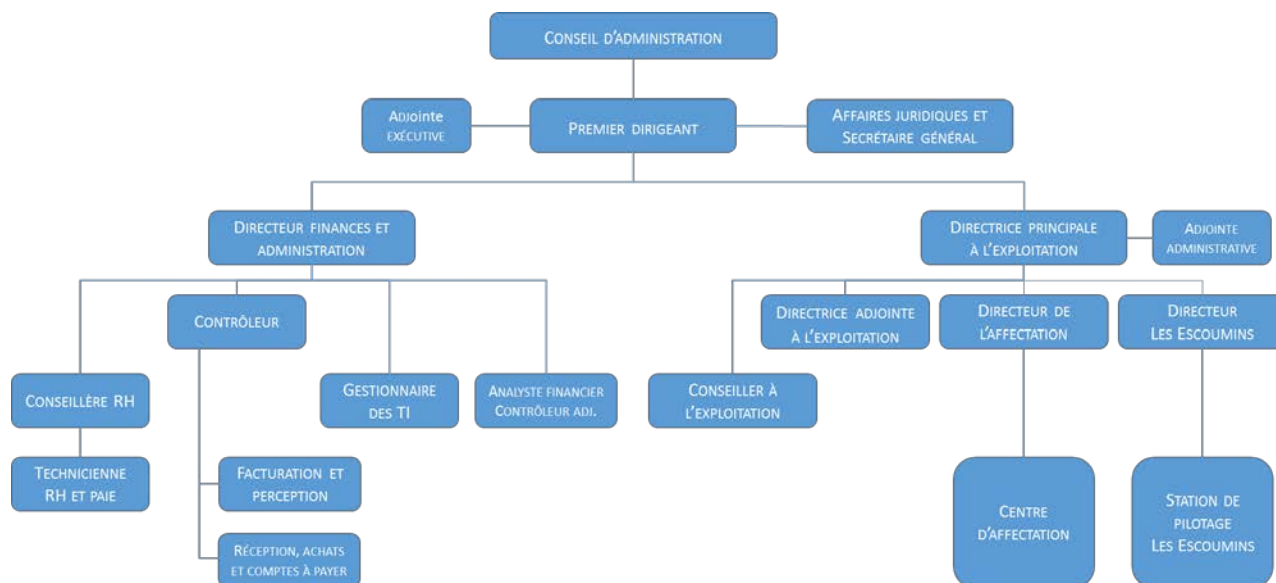 CONSEIL D'ADMINISTRATION
ADJOINTE
EXÉCUTIVE
PREMIER DIRIGEANT
AFFAIRES JURIDIQUES ET
SECRÉTAIRE GÉNÉRAL
DIRECTEUR FINANCES ET
ADMINISTRATION
DIRECTRICE PRINCIPALE
À L'EXPLOITATION
ADJOINTE
ADMINISTRATIVE
CONTRÔLEUR
DIRECTRICE ADJOINTE
À L'EXPLOITATION
DIRECTEUR DE
L'AFFECTATION
DIRECTEUR
LES ESCOUMINS
CONSEILLÈRE RH
GESTIONNAIRE
DES TI
ANALYSTE FINANCIER
CONTRÔLEUR ADJ.
CONSEILLER À
L'EXPLOITATION
TECHNICIENNE
RH ET PAIE
FACTURATION ET
PERCEPTION
CENTRE
D'AFFECTATION
STATION DE
PILOTAGE
LES ESCOUMINS
RÉCEPTION, ACHATS
ET COMPTES À PAYER